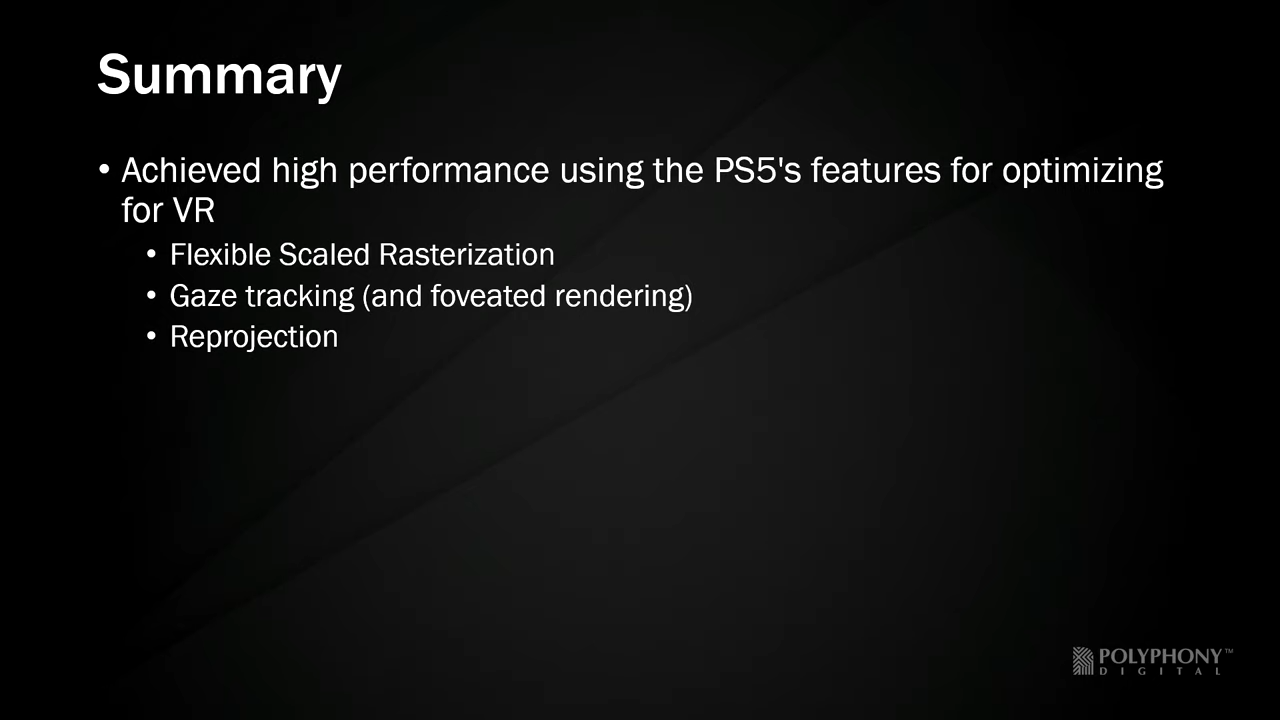 Summary
• Achieved high performance using the PS5's features for optimizing
for VR
• Flexible Scaled Rasterization
• Gaze tracking (and foveated rendering)
• Reprojection
POLYPHONY™
DIGITAL